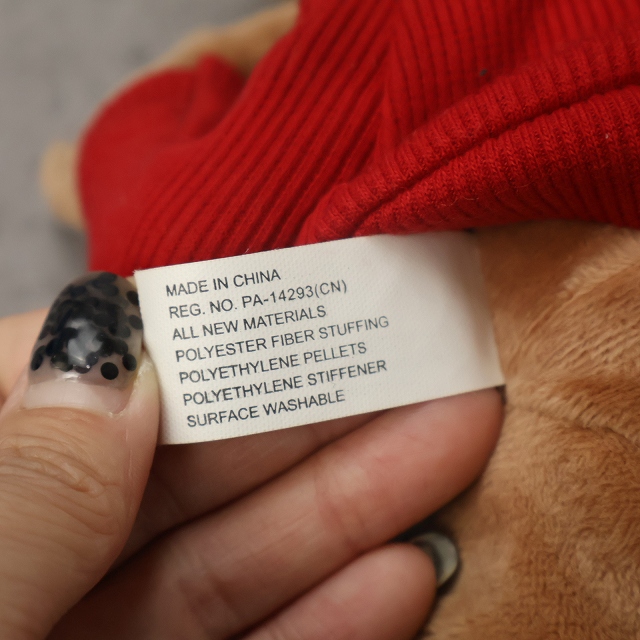 MADE IN CHINA
REG. NO. PA-14293(CN)
ALL NEW MATERIALS
POLYESTER FIBER STUFFING
POLYETHYLENE PELLETS
POLYETHYLENE STIFFENER
SURFACE WASHABLE